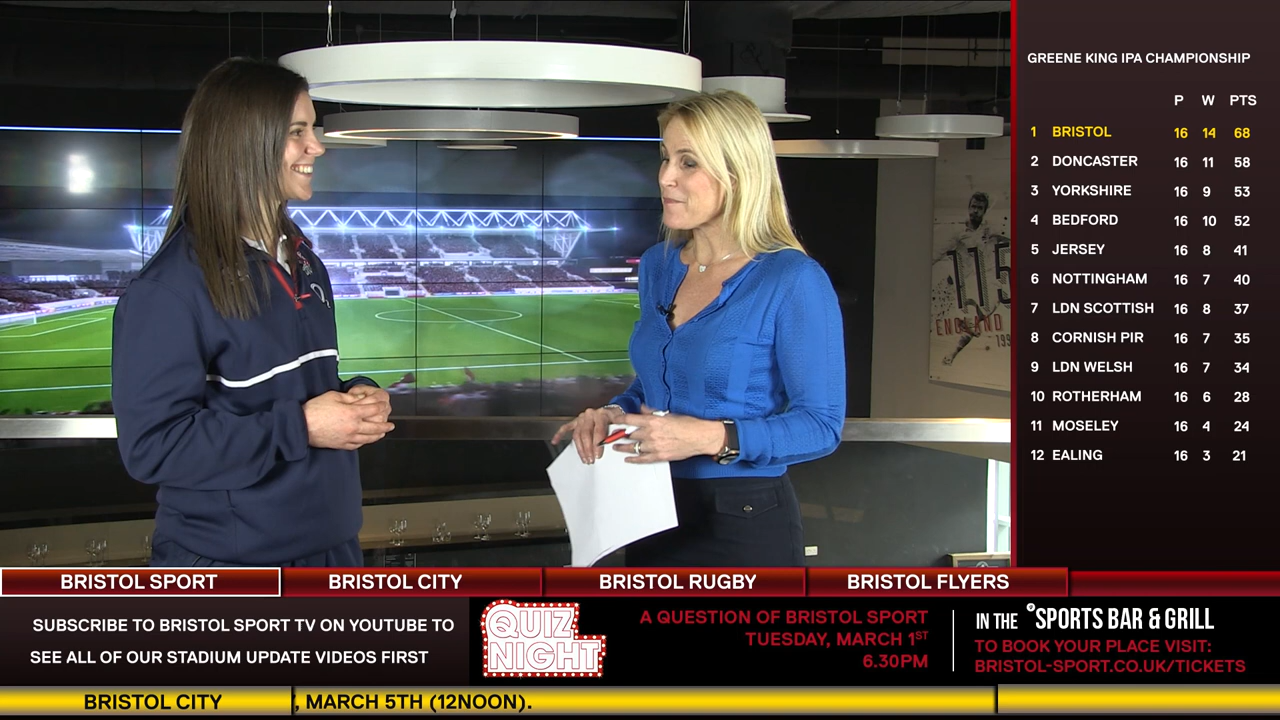 GREENE KING IPA CHAMPIONSHIP
P W PTS
1 BRISTOL 16 14 68
2 DONCASTER 16 11 58
3 YORKSHIRE 16 9 53
4 BEDFORD 16 10 52
5 JERSEY 16 8 41
6 NOTTINGHAM 16 7 40
7 LDN SCOTTISH 16 8 37
8 CORNISH PIR 16 7 35
9 LDN WELSH 16 7 34
10 ROTHERHAM 16 6 28
11 MOSELEY 16 4 24
12 EALING 16 3 21
115
ENGLAND
199
BRISTOL SPORT BRISTOL CITY BRISTOL RUGBY BRISTOL FLYERS
SUBSCRIBE TO BRISTOL SPORT TV ON YOUTUBE TO
SEE ALL OF OUR STADIUM UPDATE VIDEOS FIRST
QUIZ
NIGHT
A QUESTION OF BRISTOL SPORT
TUESDAY, MARCH 1ST
6.30PM
IN THE SPORTS BAR & GRILL
TO BOOK YOUR PLACE VISIT:
BRISTOL-SPORT.CO.UK/TICKETS
BRISTOL CITY , MARCH 5TH (12NOON).